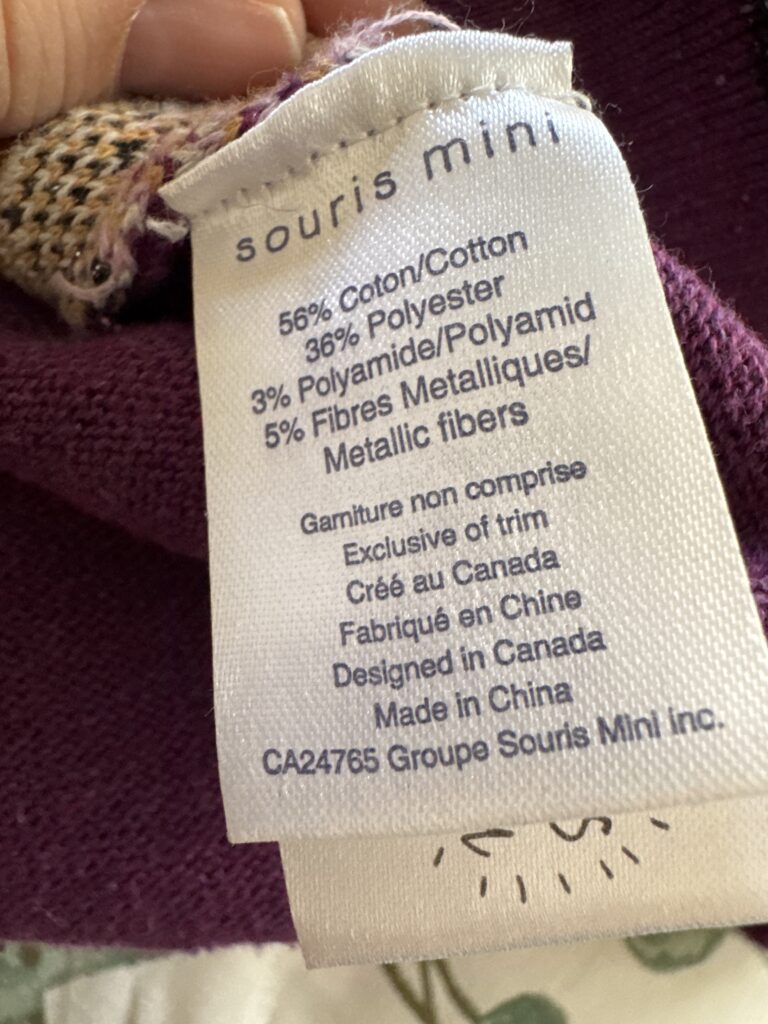 souris mini
56% Coton/Cotton
36% Polyester
3% Polyamide/Polyamid
5% Fibres Metalliques/
Metallic fibers
Garniture non comprise
Exclusive of trim
Créé au Canada
Fabriqué en Chine
Designed in Canada
Made in China
CA24765 Groupe Souris Mini inc.